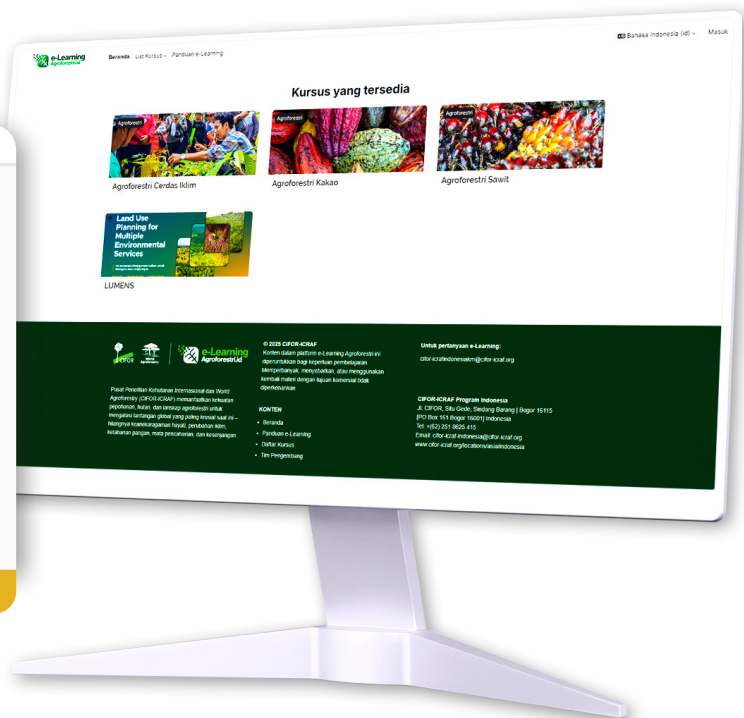 e-Learning
Agroforestri.id
Beranda List Kursus Panduan e-Learning
Bahasa Indonesia (id)
Masuk
Kursus yang tersedia
Agroforestri
Agroforestri Cerdas Iklim
Agroforestri
Agroforestri Kakao
Agroforestri
Agroforestri Sawit
Land Use
Planning for
Multiple
Environmental
Services
LUMENS
CIFOR
World
Agroforestry
e-Learning
Agroforestri.id
Pusat Penelitian Kehutanan Internasional dan World
Agroforestry (CIFOR-ICRAF) memanfaatkan kekuatan
pepohonan, hutan, dan lanskap agroforestri untuk
mengatasi tantangan global yang paling krusial saat ini –
hilangnya keanekaragaman hayati, perubahan iklim,
ketahanan pangan, mata pencaharian, dan kesenjangan
© 2025 CIFOR-ICRAF
Konten dalam platform e-Learning Agroforestri ini
diperuntukkan bagi keperluan pembelajaran.
Memperbanyak, menyebarkan, atau menggunakan
kembali materi dengan tujuan komersial tidak
diperkenankan.
KONTEN
Beranda
Panduan e-Learning
Daftar Kursus
Tim Pengembang
Untuk pertanyaan e-Learning:
cifor-icrafindonesiakm@cifor-icraf.org
CIFOR-ICRAF Program Indonesia
Jl. CIFOR, Situ Gede, Sindang Barang | Bogor 16115
[PO Box 161 Bogor 16001] Indonesia
Tel: +(62) 251 8625 415
Email: cifor-icraf-indonesia@cifor-icraf.org
www.cifor-icraf.org/locations/asia/indonesia